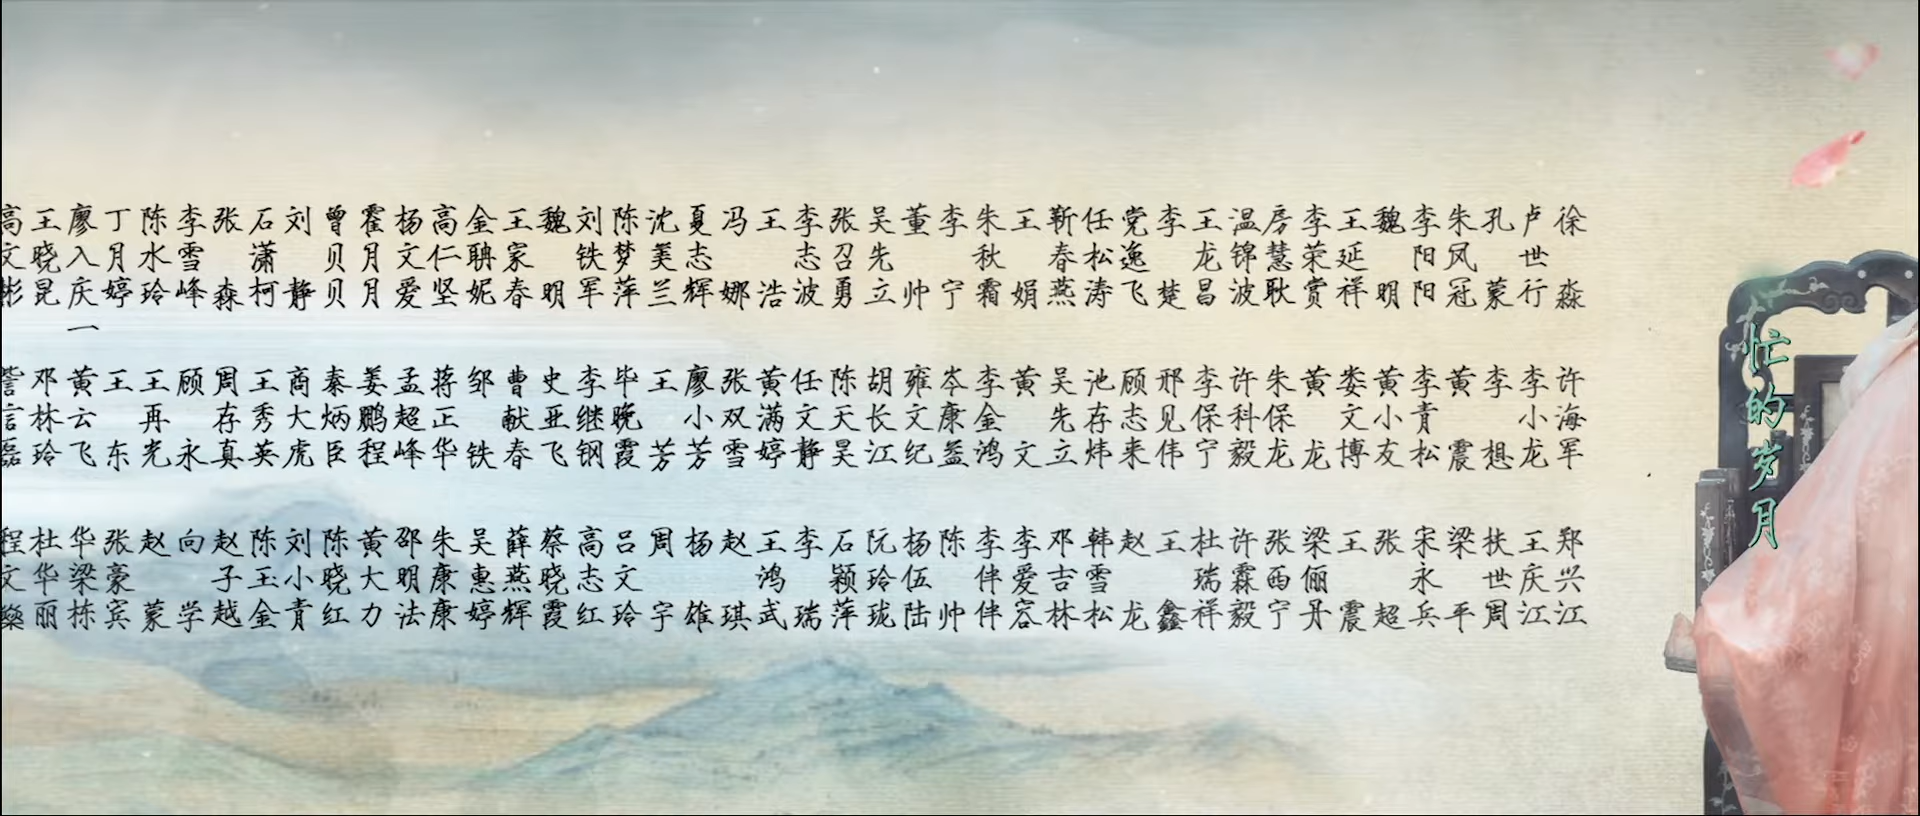 忙的岁月
徐淼
卢世行
孔蒙
朱风冠
李阳阳
魏明
王延祥
李荣赏
房慧耿
温锦波
王龙昌
李楚
党逸飞
任松涛
靳春燕
王娟
朱秋霜
李宁
董帅
吴先立
张召勇
李志波
王浩
冯娜
夏志辉
沈美兰
陈梦萍
刘铁军
魏明
王家春
金聃妮
高仁坚
杨文爱
霍月月
曾贝贝
刘静
石潇柯
张森
李雪峰
陈水玲
丁月婷
廖入庆一
王晓昆
高文彬
许海军
李小龙
李想
黄震
李青松
黄小友
娄文博
黄龙
朱保龙
许科毅
李保宁
邢见伟
顾志来
池存炜
吴先立
黄文
李金鸿
岑康益
雍文纪
胡长江
陈天昊
任文静
黄满婷
张双雪
廖小芳
王芳
毕晚霞
李继钢
史亚飞
曹献春
邹铁
蒋正华
孟超峰
姜鹏程
秦炳臣
商大虎
王秀英
周存真
顾永
王再光
王东
黄云飞
邓林玲
訾言磊
郑兴江
王庆江
扶世周
梁平
宋永兵
张超
王震
梁俪丹
张西宁
许霖毅
杜瑞祥
王鑫
赵龙
韩雪松
邓吉林
李爱容
李伴伴
陈帅
杨伍陆
阮玲珑
石颖萍
李瑞
王鸿武
赵琪
杨雄
周宇
吕文玲
高志红
蔡晓霞
薛燕辉
吴惠婷
朱康康
邵明法
黄大力
陈晓红
刘小青
陈玉金
赵子越
向学
赵蒙
张豪宾
华梁栋
杜华丽
程文燊